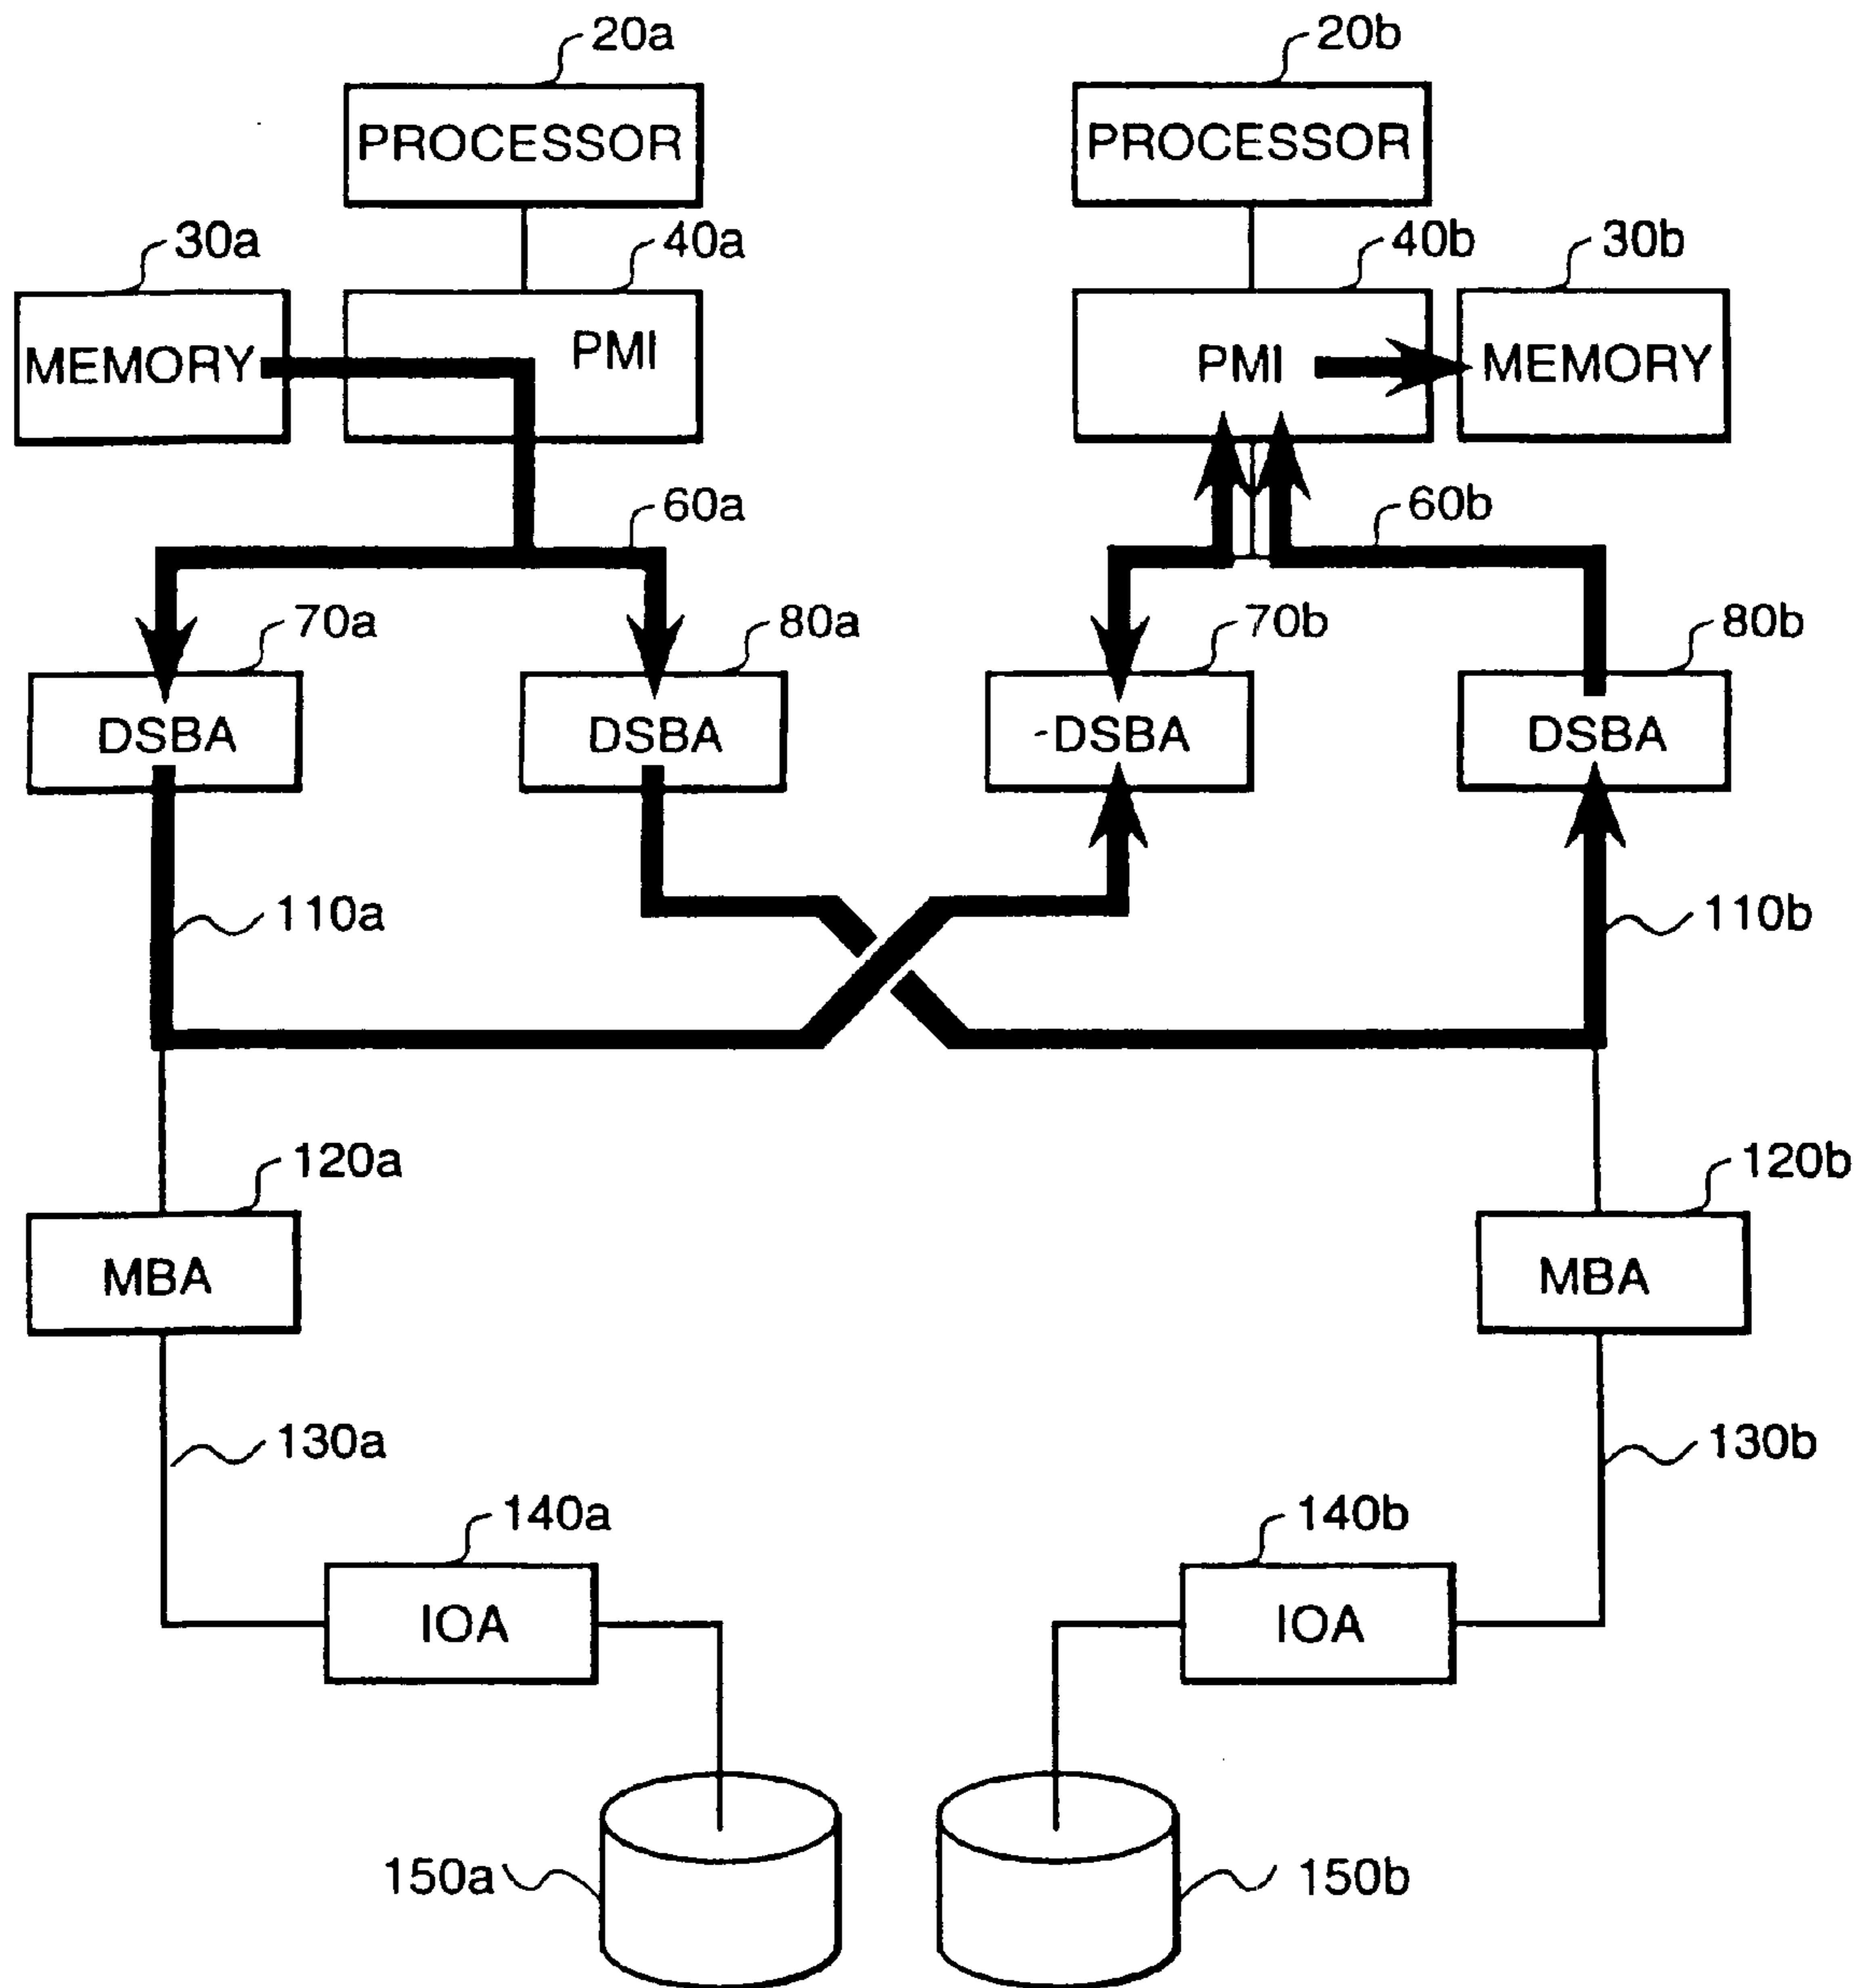 20a 20b
PROCESSOR PROCESSOR
30a 40a 40b 30b
MEMORY PMI PMI MEMORY
60a 60b
70a 80a 70b 80b
DSBA DSBA -DSBA DSBA
110a 110b
120a 120b
MBA MBA
130a 130b
140a 140b
IOA IOA
150a 150b